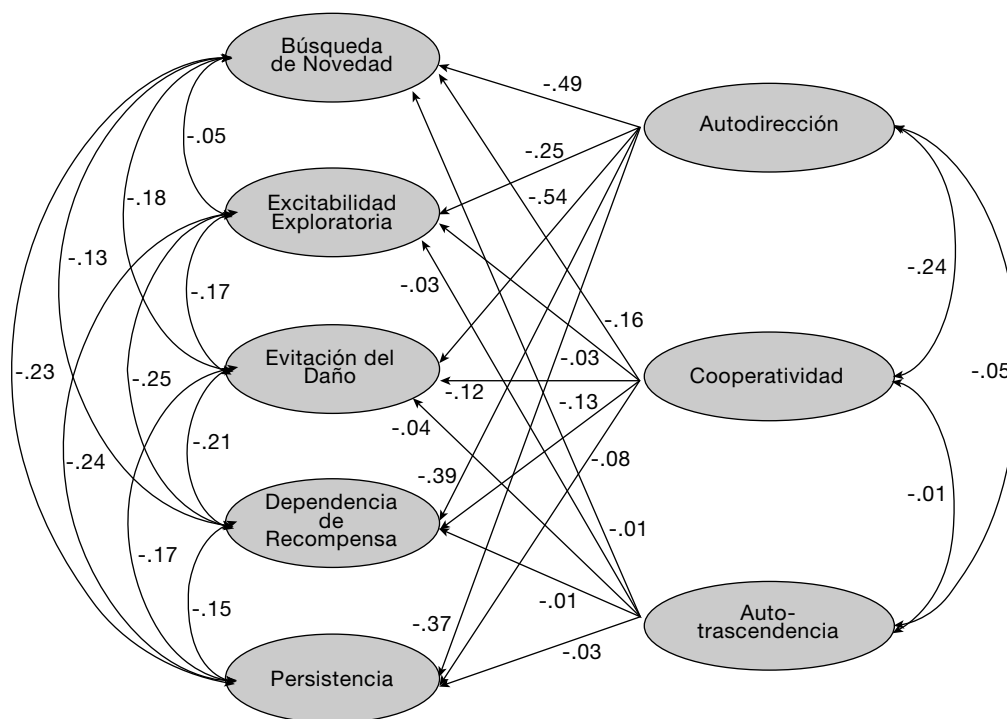 Búsqueda
de Novedad
-.49
Autodirección
-.05
-.25
-.54
-.18
Excitabilidad
Exploratoria
-.13
-.03
-.24
-.17
-.16
-.03
-.23
Evitación del
Daño
Cooperatividad
-.05
-.25
-.12
-.13
-.04
-.21
-.24
-.08
-.39
-.01
Dependencia
de
Recompensa
-.01
-.17
-.15
-.01
Auto-
trascendencia
-.37
-.03
Persistencia